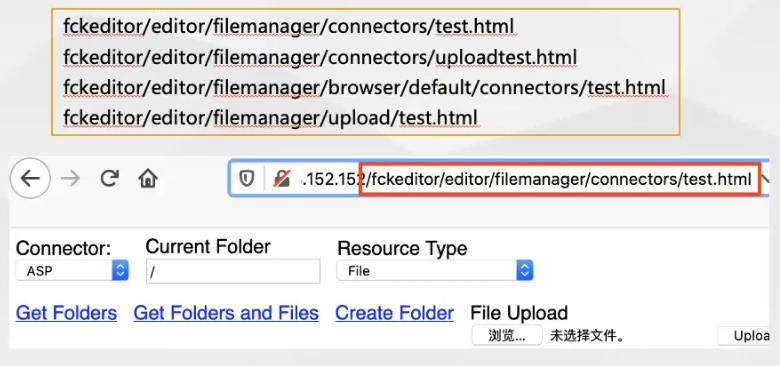 fckeditor/editor/filemanager/connectors/test.html
fckeditor/editor/filemanager/connectors/uploadtest.html
fckeditor/editor/filemanager/browser/default/connectors/test.html
fckeditor/editor/filemanager/upload/test.html
.152.152/fckeditor/editor/filemanager/connectors/test.html
Connector: Current Folder Resource Type
ASP / File
Get Folders Get Folders and Files Create Folder File Upload
浏览... 未选择文件。 Uploa